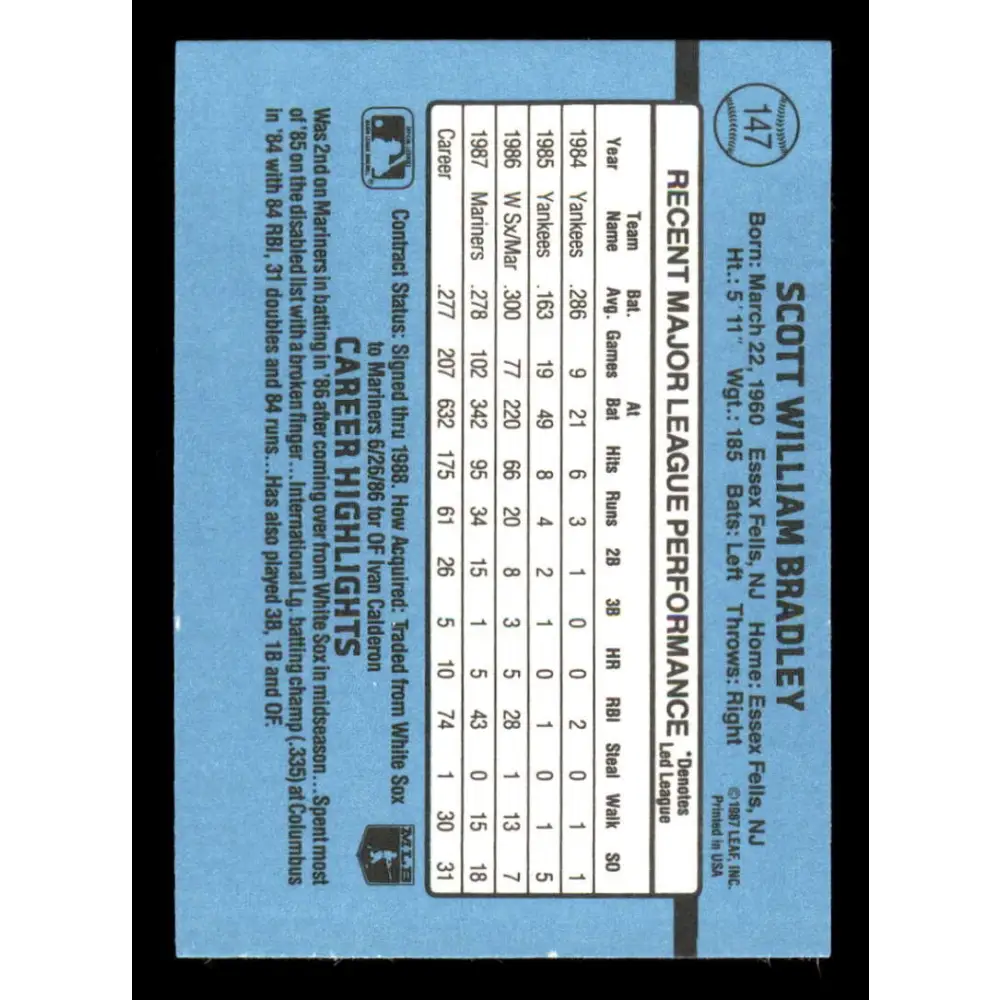 147
SCOTT WILLIAM BRADLEY
Born: March 22, 1960 Essex Fells, NJ Home: Essex Fells, NJ
Ht.: 5' 11" Wgt.: 185 Bats: Left Throws: Right
©1987 LEAF, INC.
Printed in USA
RECENT MAJOR LEAGUE PERFORMANCE *Denotes Led League
Year Team Name Bat. Avg. Games At Bat Hits Runs 2B 3B HR RBI Steal Walk SO
1984 Yankees .286 9 21 6 3 1 0 0 2 0 1 1
1985 Yankees .163 19 49 8 4 2 1 0 1 0 1 5
1986 W Sx/Mar .300 77 220 66 20 8 3 5 28 1 13 7
1987 Mariners .278 102 342 95 34 15 1 5 43 0 15 18
Career .277 207 632 175 61 26 5 10 74 1 30 31
Contract Status: Signed thru 1988. How Acquired: Traded from White Sox
to Mariners 6/26/86 for OF Ivan Calderon
MLB
CAREER HIGHLIGHTS
Was 2nd on Mariners in batting in '86 after coming over from White Sox in midseason...Spent most
of '85 on the disabled list with a broken finger...International Lg. batting champ (.335) at Columbus
in '84 with 84 RBI, 31 doubles and 84 runs...Has also played 3B, 1B and OF.